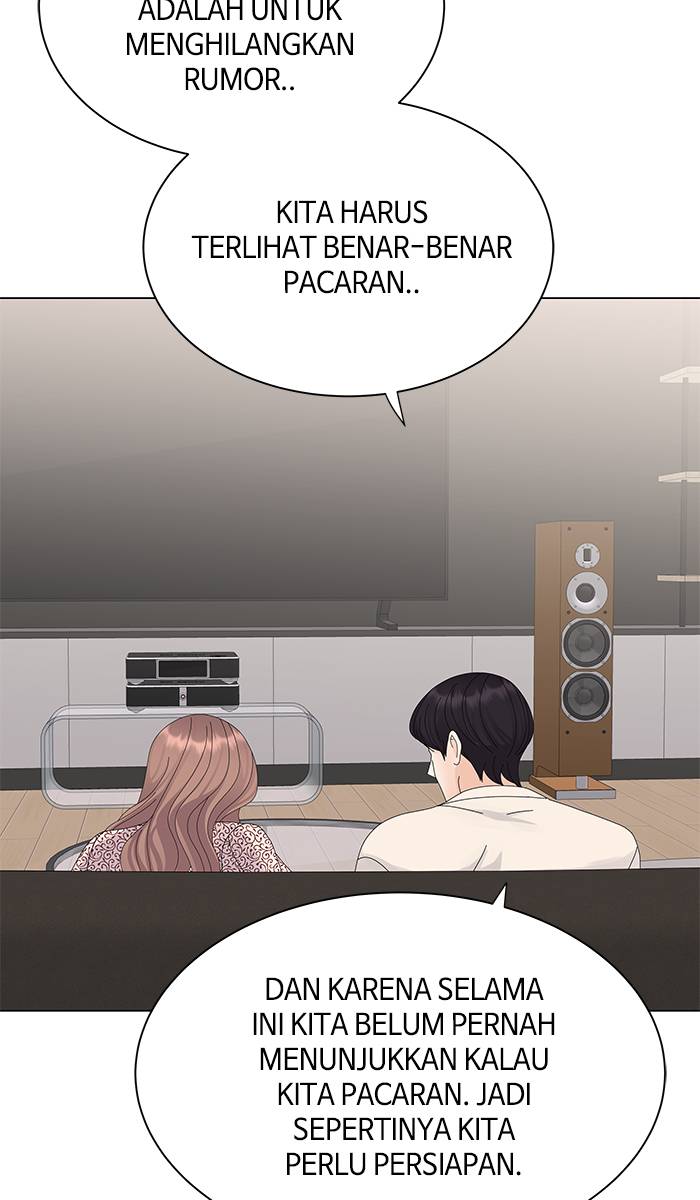 ADALAH UNTUK
MENGHILANGKAN
RUMOR..
KITA HARUS
TERLIHAT BENAR-BENAR
PACARAN..
DAN KARENA SELAMA
INI KITA BELUM PERNAH
MENUNJUKKAN KALAU
KITA PACARAN. JADI
SEPERTINYA KITA
PERLU PERSIAPAN.